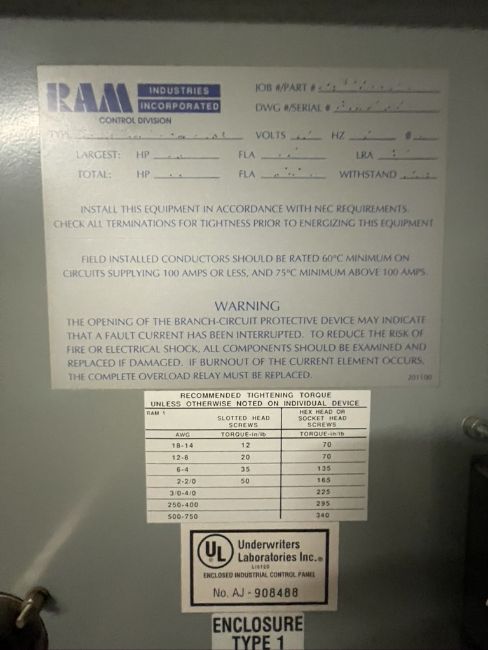 RAM INDUSTRIES INCORPORATED
CONTROL DIVISION
JOB #/PART #
DWG #/SERIAL #
TYPE VOLTS HZ ø
LARGEST: HP FLA LRA
TOTAL: HP FLA WITHSTAND
INSTALL THIS EQUIPMENT IN ACCORDANCE WITH NEC REQUIREMENTS.
CHECK ALL TERMINATIONS FOR TIGHTNESS PRIOR TO ENERGIZING THIS EQUIPMENT
FIELD INSTALLED CONDUCTORS SHOULD BE RATED 60°C MINIMUM ON
CIRCUITS SUPPLYING 100 AMPS OR LESS, AND 75°C MINIMUM ABOVE 100 AMPS.
WARNING
THE OPENING OF THE BRANCH-CIRCUIT PROTECTIVE DEVICE MAY INDICATE
THAT A FAULT CURRENT HAS BEEN INTERRUPTED. TO REDUCE THE RISK OF
FIRE OR ELECTRICAL SHOCK, ALL COMPONENTS SHOULD BE EXAMINED AND
REPLACED IF DAMAGED. IF BURNOUT OF THE CURRENT ELEMENT OCCURS,
THE COMPLETE OVERLOAD RELAY MUST BE REPLACED.
201100
RECOMMENDED TIGHTENING TORQUE
UNLESS OTHERWISE NOTED ON INDIVIDUAL DEVICE
RAM 1
SLOTTED HEAD SCREWS
HEX HEAD OR SOCKET HEAD SCREWS
AWG TORQUE-in/lb TORQUE-in/lb
18-14 12 70
12-8 20 70
6-4 35 135
2-2/0 50 165
3/0-4/0 225
250-400 295
500-750 340
UL Underwriters
Laboratories Inc.®
LISTED
ENCLOSED INDUSTRIAL CONTROL PANEL
No. AJ - 908488
ENCLOSURE
TYPE 1